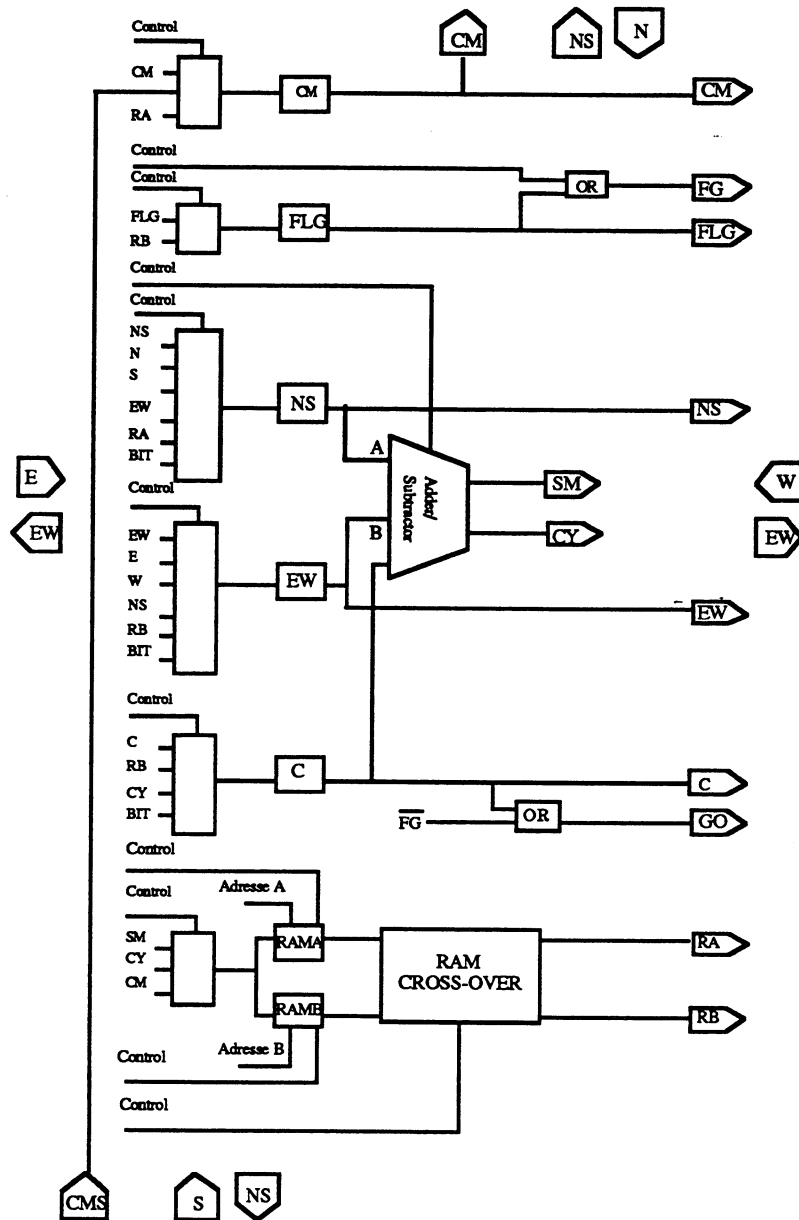 Control
CM
NS
N
CM
CM
CM
RA
Control
Control
OR
FG
FLG
FLG
FLG
RB
Control
Control
NS
N
S
NS
NS
EW
RA
A
BIT
Adder/
Subtractor
E
SM
W
Control
EW
B
CY
EW
EW
E
EW
W
NS
EW
RB
BIT
Control
C
C
C
RB
CY
OR
BIT
FG
GO
Control
Adresse A
Control
SM
RAMA
RA
CY
RAM
CROSS-OVER
CM
RAMB
RB
Adresse B
Control
Control
CMS
S
NS